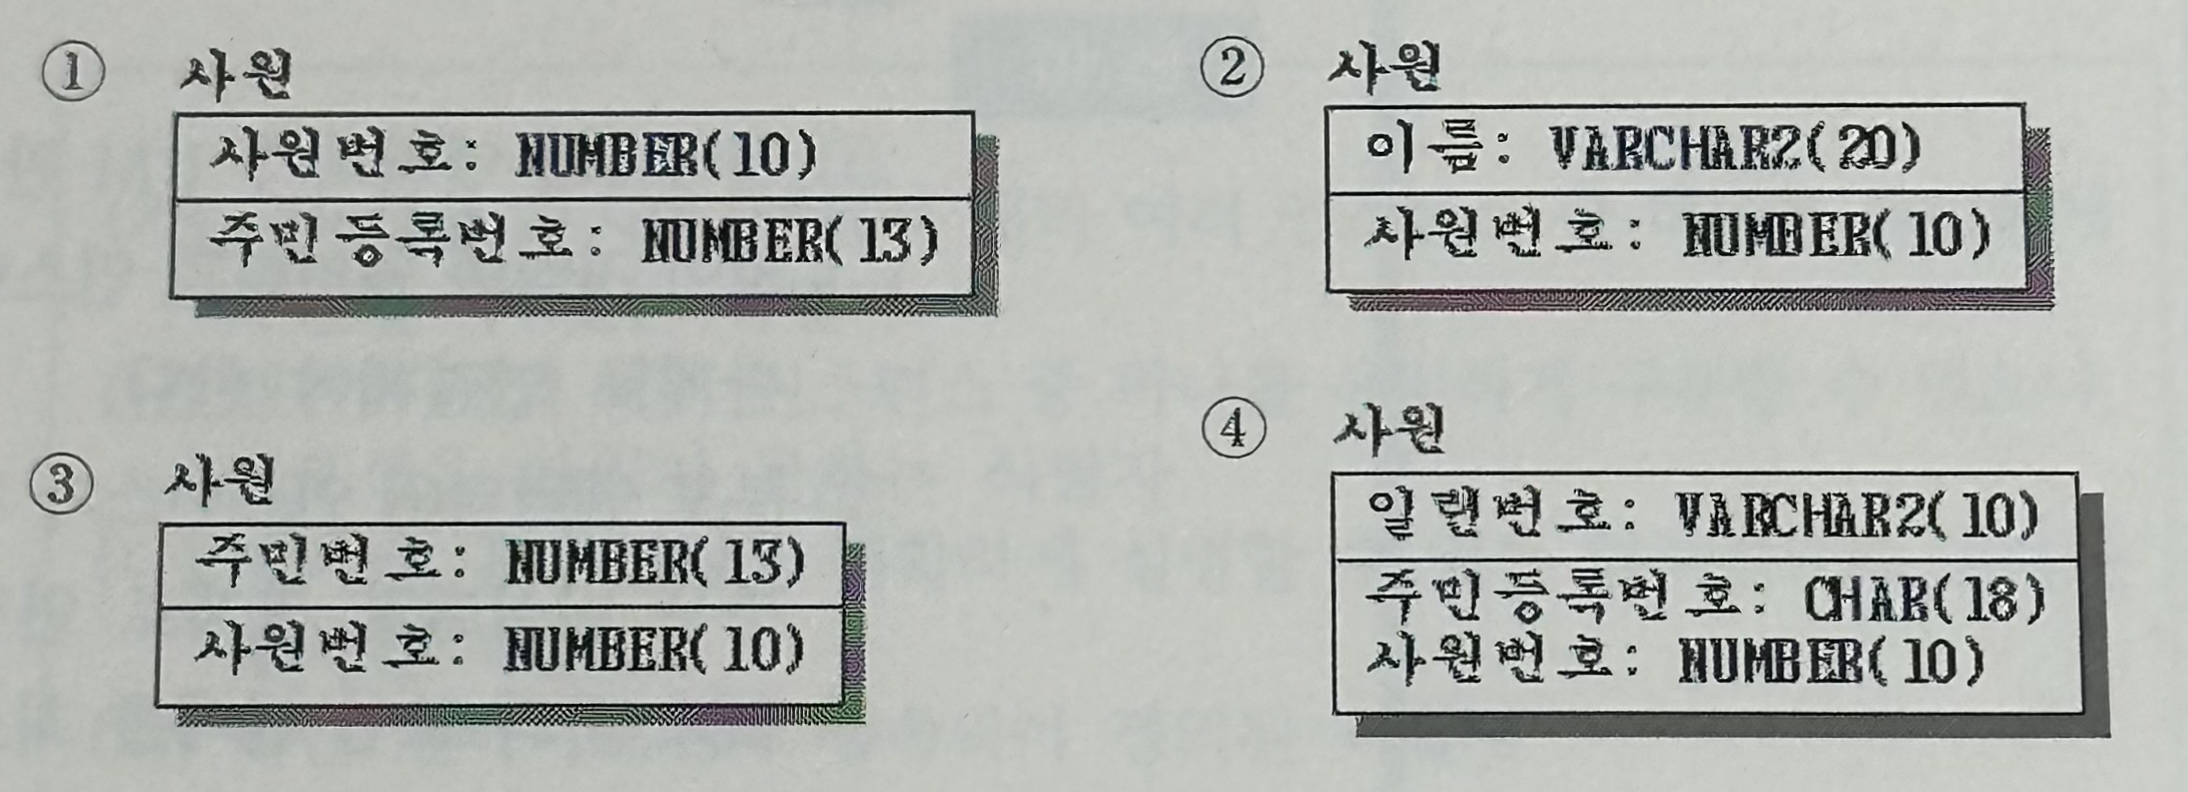 ① 사원
사원번호: NUMBER(10)
주민등록번호: NUMBER(13)
② 사원
이름: VARCHAR2(20)
사원번호: NUMBER(10)
③ 사원
주민번호: NUMBER(13)
사원번호: NUMBER(10)
④ 사원
일련번호: VARCHAR2(10)
주민등록번호: CHAR(18)
사원번호: NUMBER(10)